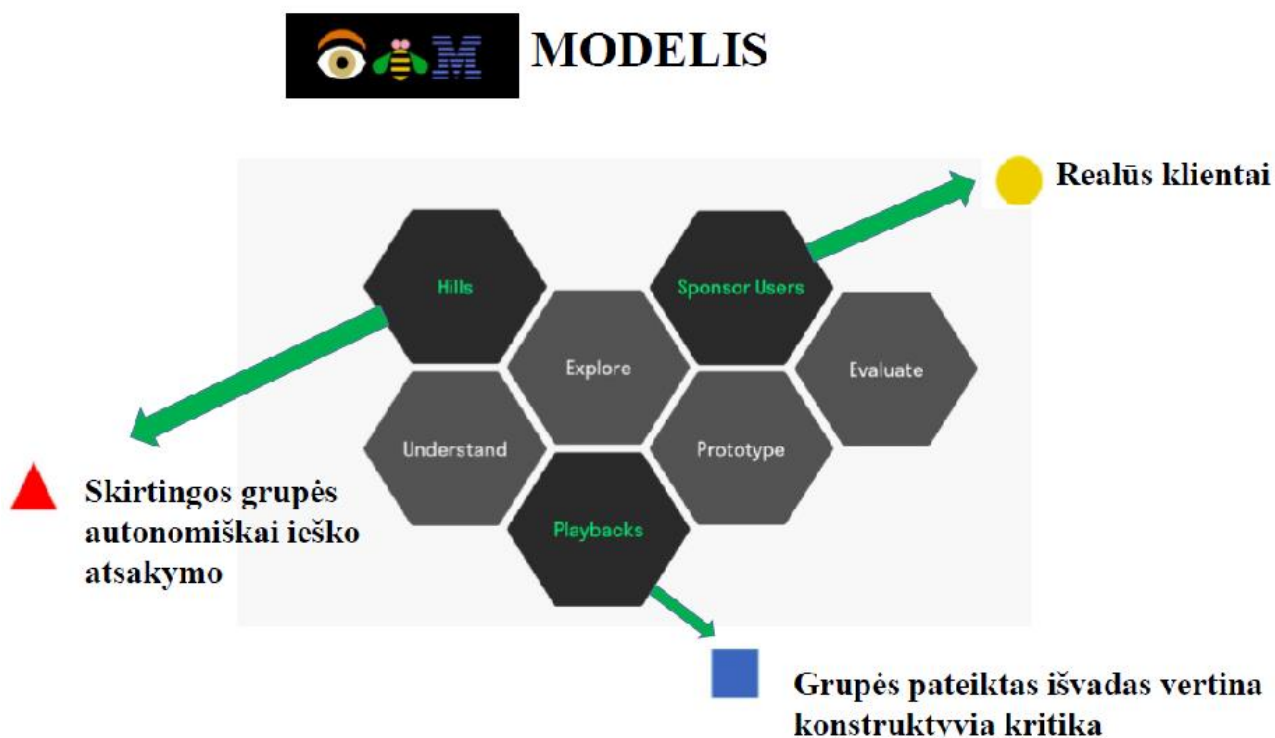 M MODELIS
Realūs klientai
Hills
Sponsor Users
Explore
Evaluate
Understand
Prototype
Skirtingos grupės
autonomiškai ieško
atsakymo
Playbacks
Grupės pateiktas išvadas vertina
konstruktyvia kritika